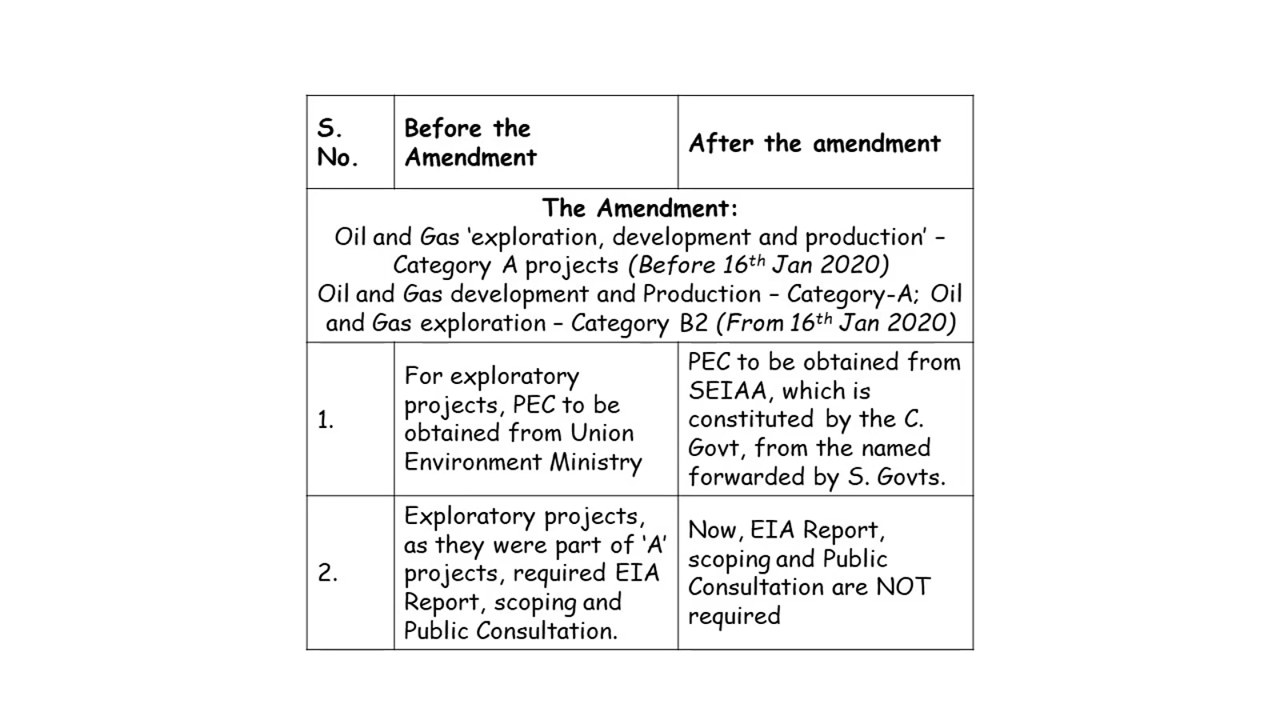 S.
No.
Before the
Amendment
After the amendment
The Amendment:
Oil and Gas ‘exploration, development and production’ –
Category A projects (Before 16th Jan 2020)
Oil and Gas development and Production – Category-A; Oil
and Gas exploration – Category B2 (From 16th Jan 2020)
1.
For exploratory
projects, PEC to be
obtained from Union
Environment Ministry
PEC to be obtained from
SEIAA, which is
constituted by the C.
Govt, from the named
forwarded by S. Govts.
2.
Exploratory projects,
as they were part of ‘A’
projects, required EIA
Report, scoping and
Public Consultation.
Now, EIA Report,
scoping and Public
Consultation are NOT
required